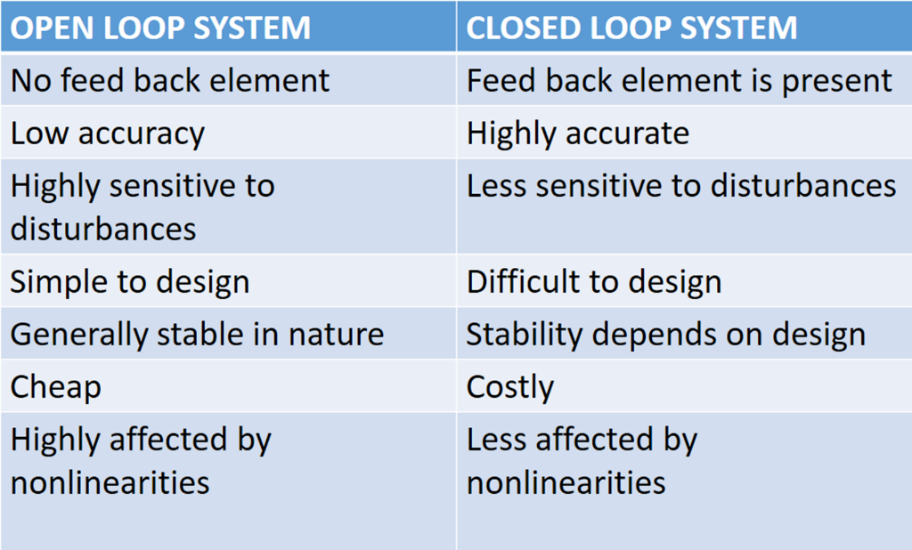 OPEN LOOP SYSTEM
CLOSED LOOP SYSTEM
No feed back element
Feed back element is present
Low accuracy
Highly accurate
Highly sensitive to
disturbances
Less sensitive to disturbances
Simple to design
Difficult to design
Generally stable in nature
Stability depends on design
Cheap
Costly
Highly affected by
nonlinearities
Less affected by
nonlinearities